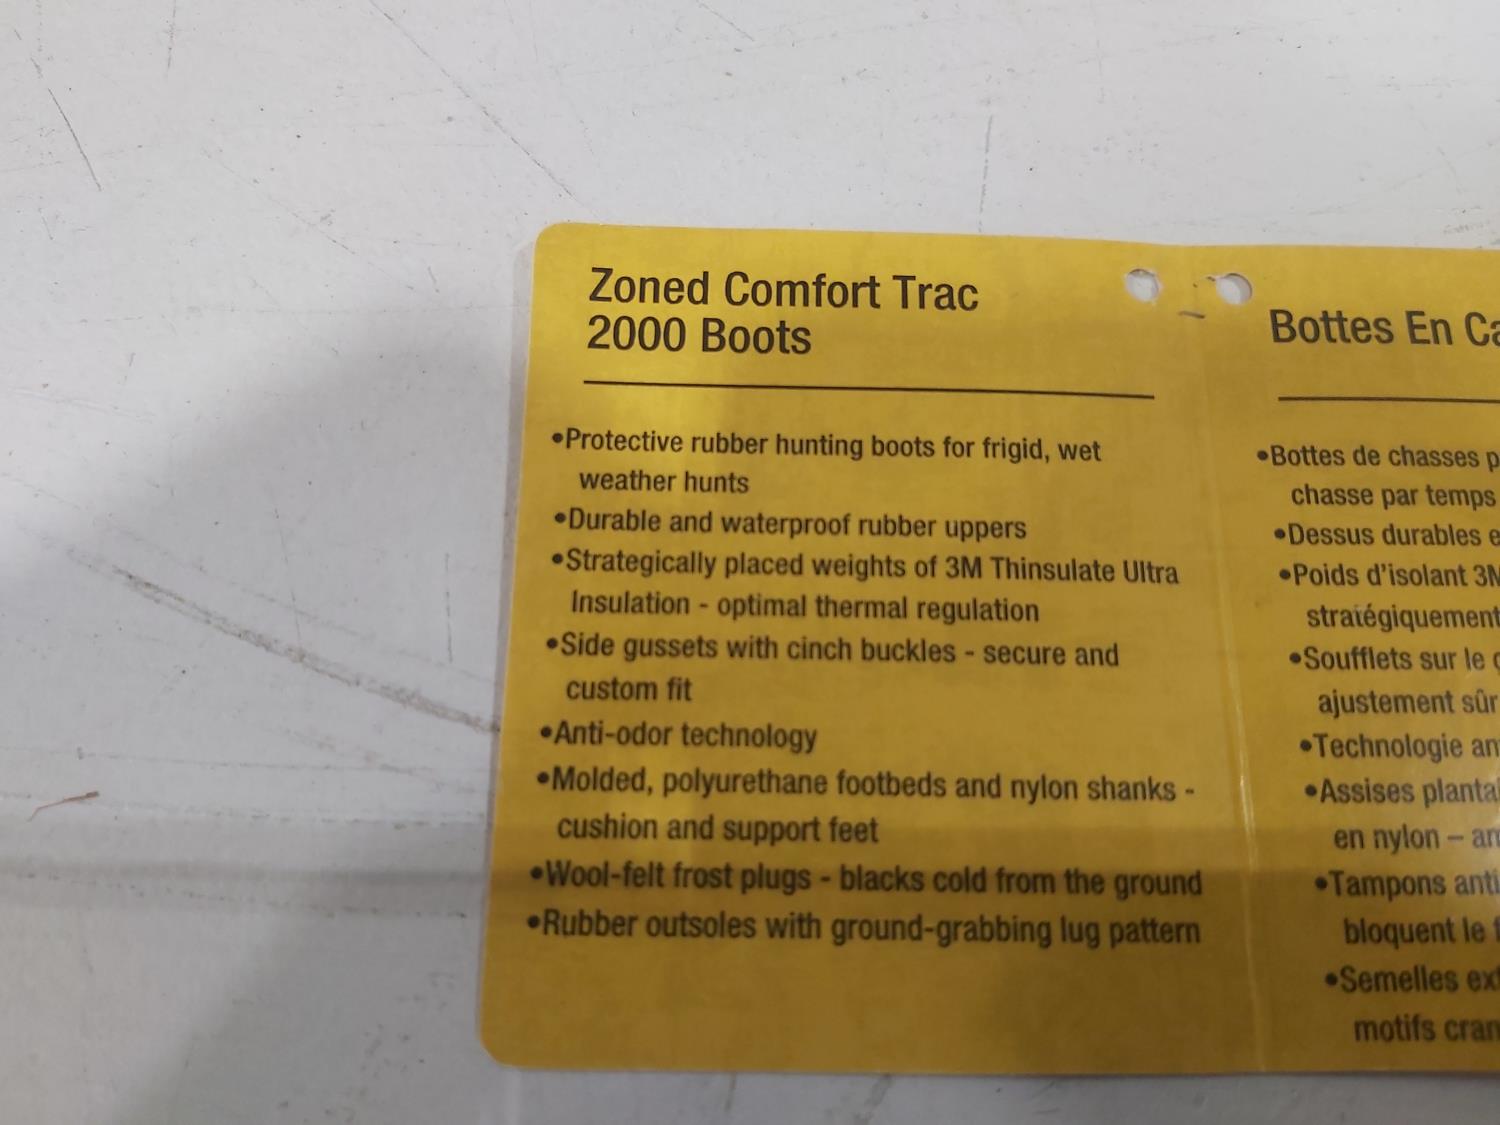 Zoned Comfort Trac
2000 Boots
•Protective rubber hunting boots for frigid, wet
weather hunts
•Durable and waterproof rubber uppers
•Strategically placed weights of 3M Thinsulate Ultra
Insulation - optimal thermal regulation
•Side gussets with cinch buckles - secure and
custom fit
•Anti-odor technology
•Molded, polyurethane footbeds and nylon shanks -
cushion and support feet
•Wool-felt frost plugs - blacks cold from the ground
•Rubber outsoles with ground-grabbing lug pattern
Bottes En
•Bottes de chasses
chasse par temps
•Dessus durables
•Poids d'isolant 3M
stratégiquement
•Soufflets sur le
ajustement sûr
•Technologie
•Assises
en nylon –
•Tampons
bloquent le
•Semelles
motifs